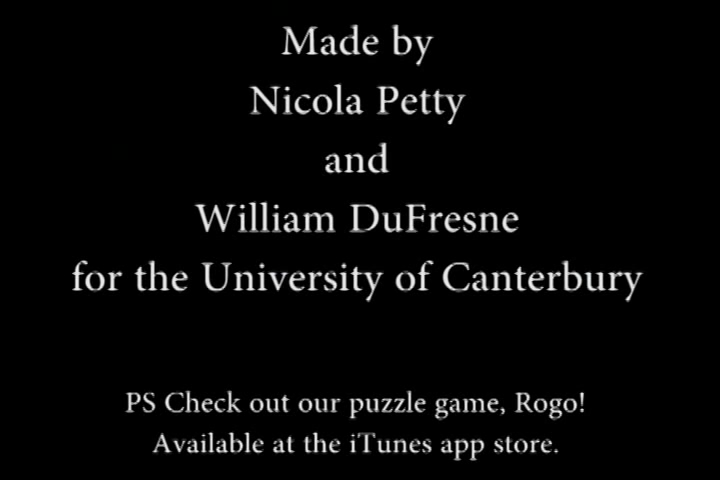 Made by
Nicola Petty
and
William DuFresne
for the University of Canterbury
PS Check out our puzzle game, Rogo!
Available at the iTunes app store.